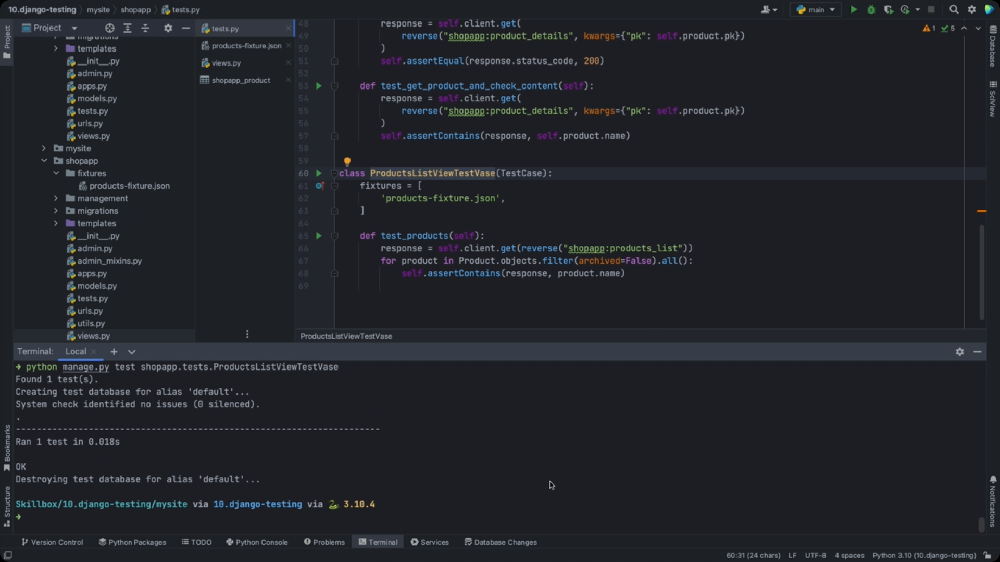 10.django-testing mysite shopapp tests.py
main
Project
Project
migrations
templates
__init__.py
admin.py
apps.py
models.py
tests.py
urls.py
views.py
mysite
shopapp
fixtures
products-fixture.json
management
migrations
templates
__init__.py
admin.py
admin_mixins.py
apps.py
models.py
tests.py
urls.py
utils.py
views.py
tests.py
products-fixture.json
views.py
shopapp_product
1 5
48 response = self.client.get(
49 reverse("shopapp:product_details", kwargs={"pk": self.product.pk})
50 )
51 self.assertEqual(response.status_code, 200)
52
53 def test_get_product_and_check_content(self):
54 response = self.client.get(
55 reverse("shopapp:product_details", kwargs={"pk": self.product.pk})
56 )
57 self.assertContains(response, self.product.name)
58
59
60 class ProductsListViewTestVase(TestCase):
61 fixtures = [
62 'products-fixture.json',
63 ]
64
65 def test_products(self):
66 response = self.client.get(reverse("shopapp:products_list"))
67 for product in Product.objects.filter(archived=False).all():
68 self.assertContains(response, product.name)
69
ProductsListViewTestVase
Database
SciView
Notifications
Bookmarks
Structure
Terminal: Local
→ python manage.py test shopapp.tests.ProductsListViewTestVase
Found 1 test(s).
Creating test database for alias 'default'...
System check identified no issues (0 silenced).
.
----------------------------------------------------------------------
Ran 1 test in 0.018s
OK
Destroying test database for alias 'default'...
Skillbox/10.django-testing/mysite via 10.django-testing via 🐍 3.10.4
→
Version Control Python Packages TODO Python Console Problems Terminal Services Database Changes
60:31 (24 chars) LF UTF-8 4 spaces Python 3.10 (10.django-testing)